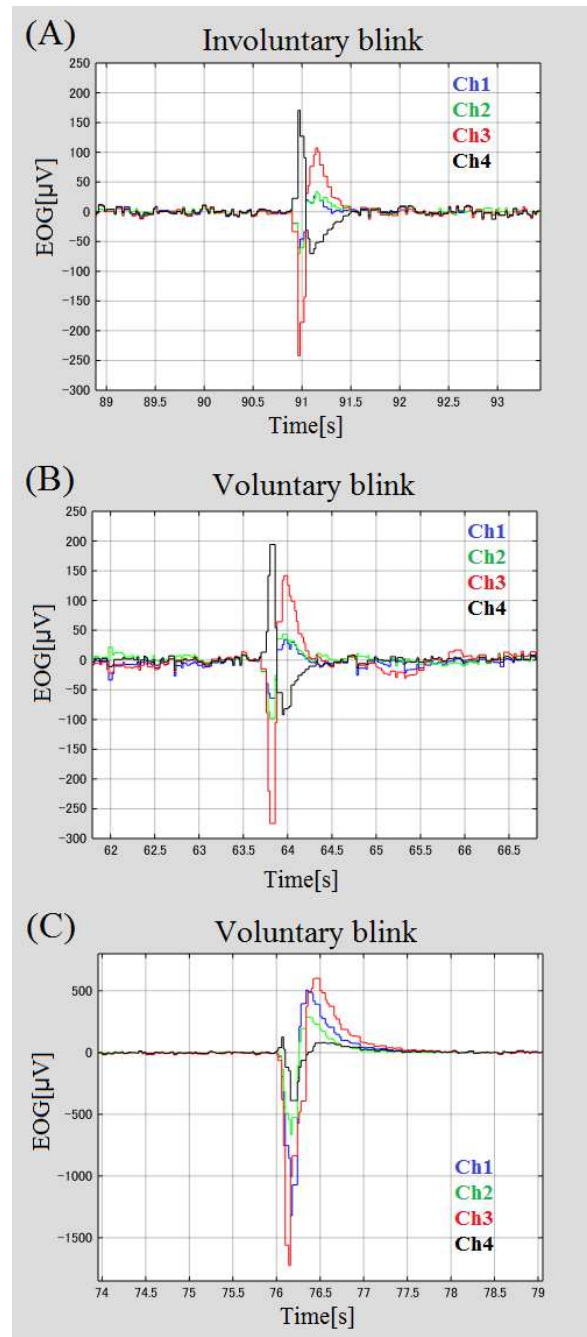 (A)
Involuntary blink
250
200
150
100
50
0
-50
-100
-150
-200
-250
-300
EOG[μV]
Ch1
Ch2
Ch3
Ch4
89 89.5 90 90.5 91 91.5 92 92.5 93
Time[s]
(B)
Voluntary blink
250
200
150
100
50
0
-50
-100
-150
-200
-250
-300
EOG[μV]
Ch1
Ch2
Ch3
Ch4
62 62.5 63 63.5 64 64.5 65 65.5 66 66.5
Time[s]
(C)
Voluntary blink
500
0
-500
-1000
-1500
EOG[μV]
Ch1
Ch2
Ch3
Ch4
74 74.5 75 75.5 76 76.5 77 77.5 78 78.5 79
Time[s]